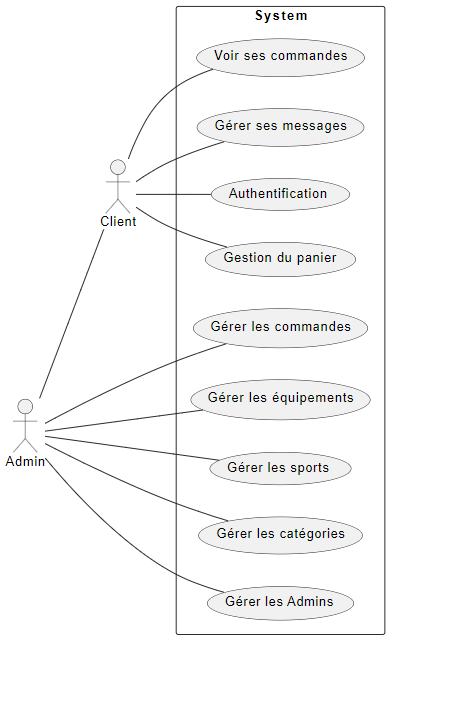 System
Voir ses commandes
Gérer ses messages
Authentification
Client
Gestion du panier
Gérer les commandes
Gérer les équipements
Admin
Gérer les sports
Gérer les catégories
Gérer les Admins